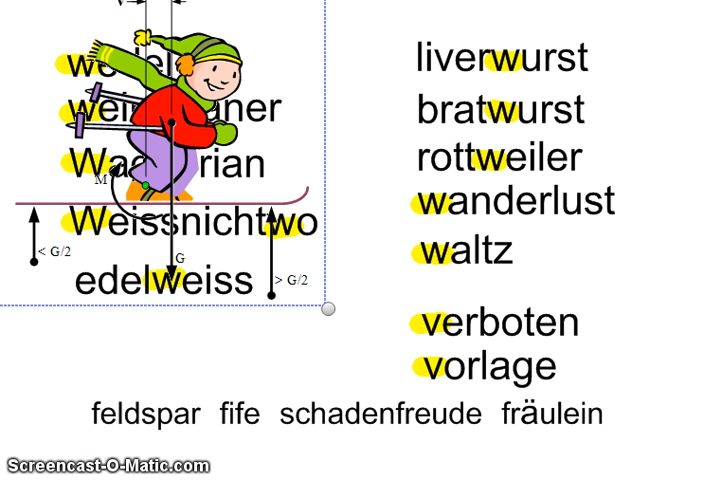 V
liverwurst
bratwurst
rottweiler
wanderlust
waltz
M
Weissnichtwo
< G/2
G
> G/2
edelweiss
verboten
vorlage
feldspar fife schadenfreude fräulein
Screencast-O-Matic.com